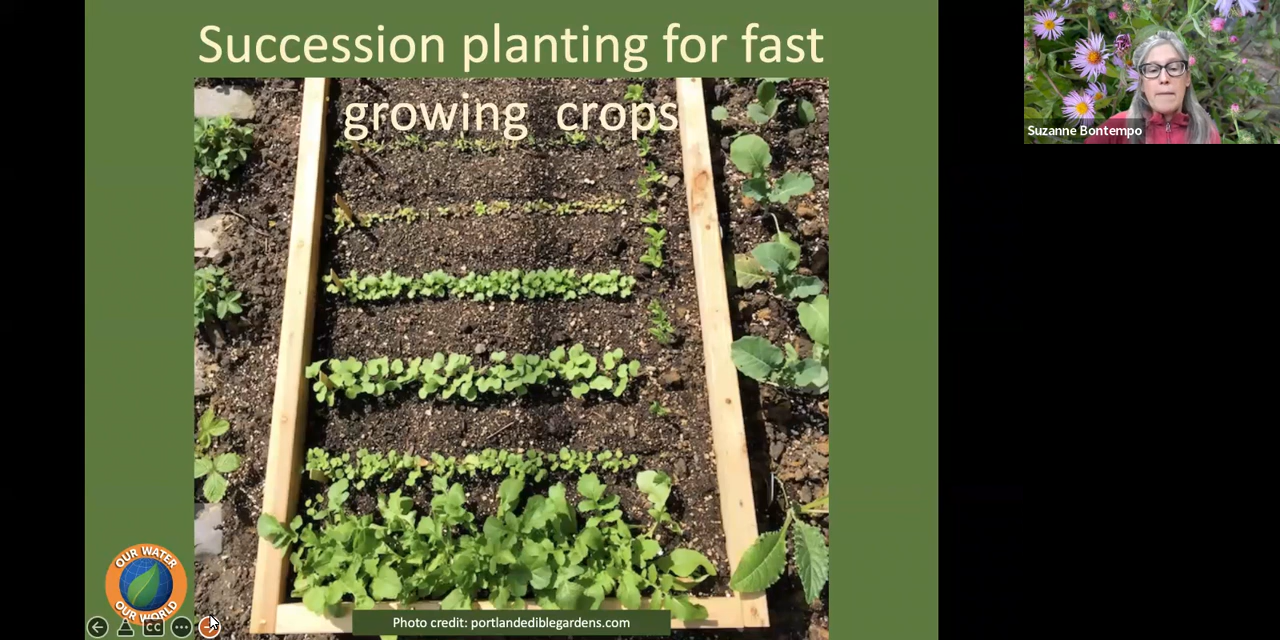 Succession planting for fast
growing crops
Suzanne Bontempo
OUR WATER
OUR WORLD
CC
Photo credit: portlandediblegardens.com